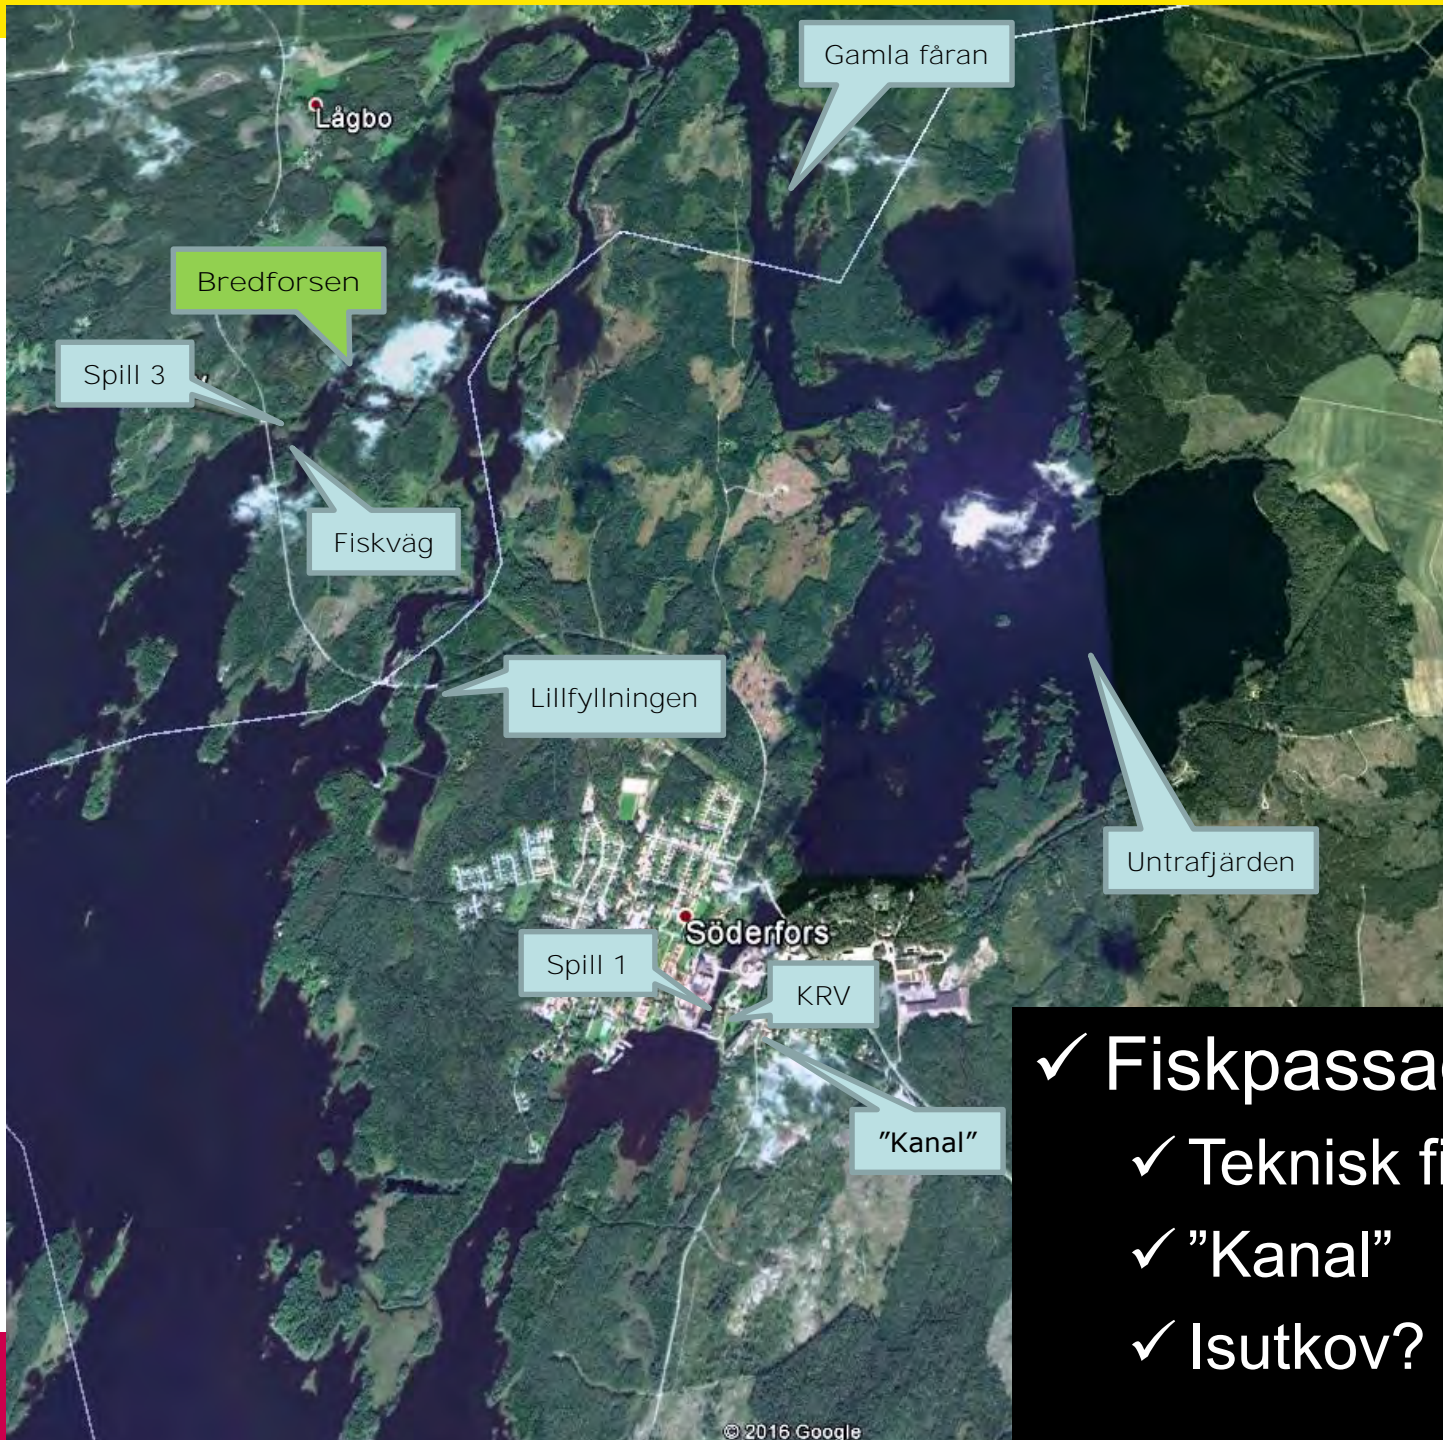 Gamla fåran
Lågbo
Bredforsen
Spill 3
Fiskväg
Lillfyllningen
Untrafjärden
Söderfors
Spill 1
KRV
"Kanal"
✓ Fiskpassa
✓ Teknisk f
✓ ”Kanal”
✓ Isutkov?
© 2016 Google